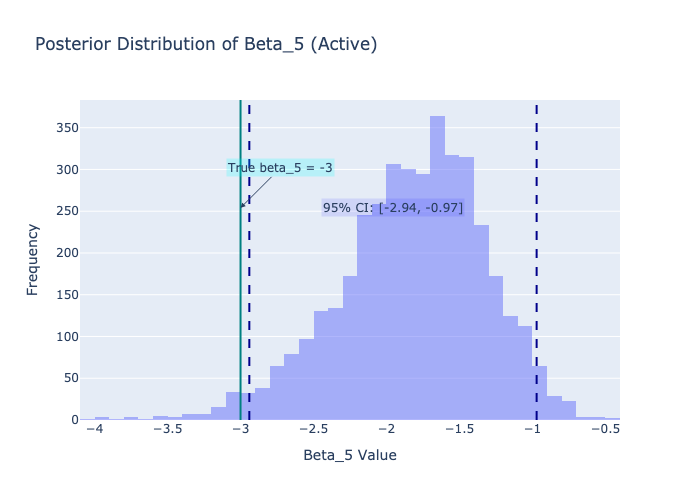 Posterior Distribution of Beta_5 (Active)
350
True beta_5 = -3
300
95% CI: [-2.94, -0.97]
250
200
150
100
50
0
Frequency
−4 −3.5 −3 −2.5 −2 −1.5 −1 −0.5
Beta_5 Value